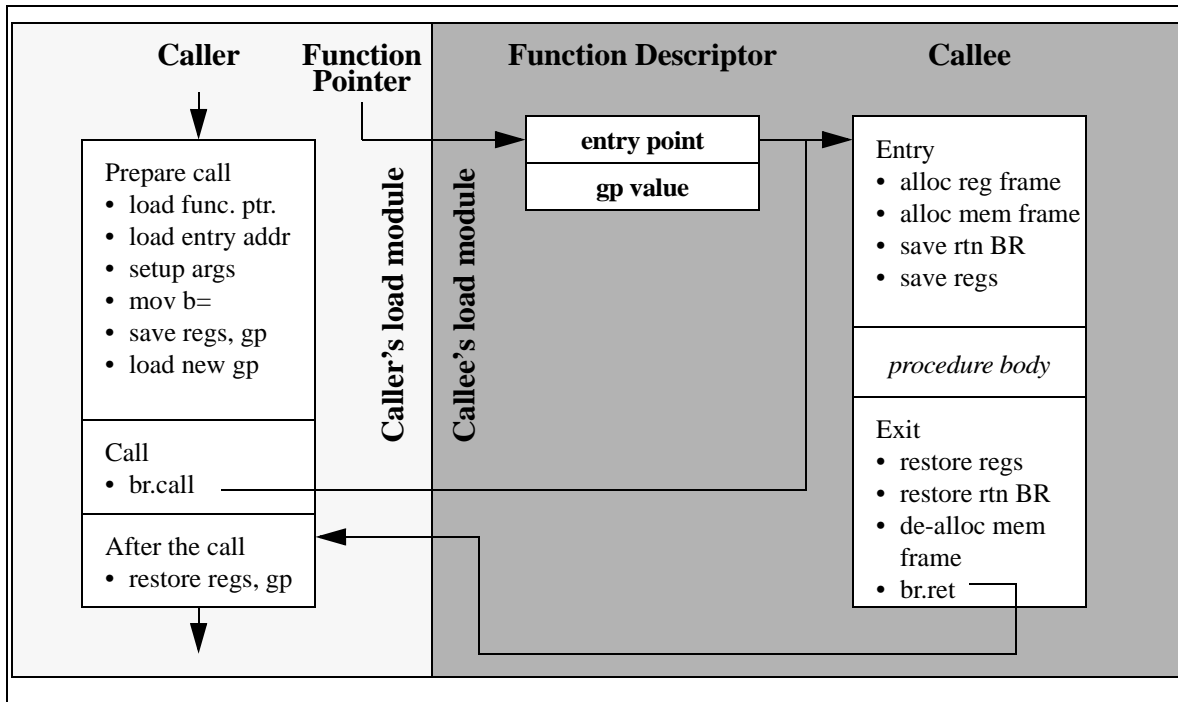 Caller
Function
Pointer
Function Descriptor
Callee
Prepare call
• load func. ptr.
• load entry addr
• setup args
• mov b=
• save regs, gp
• load new gp
Call
• br.call
After the call
• restore regs, gp
Caller’s load module
Callee’s load module
entry point
gp value
Entry
• alloc reg frame
• alloc mem frame
• save rtn BR
• save regs
procedure body
Exit
• restore regs
• restore rtn BR
• de-alloc mem
frame
• br.ret